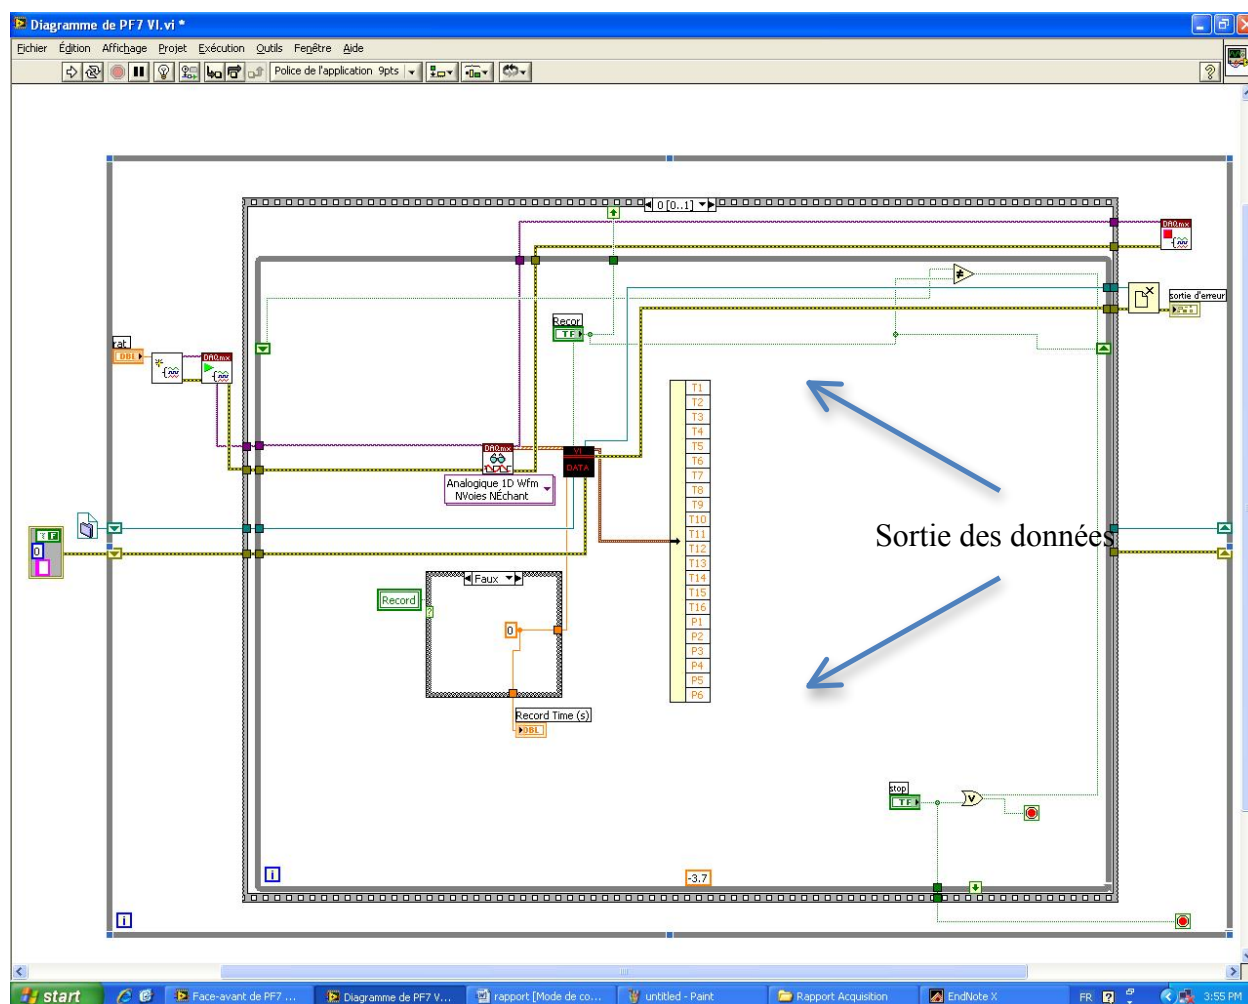 Diagramme de PF7 VI.vi *
Fichier Édition Affichage Projet Exécution Outils Fenêtre Aide
Police de l'application 9pts
0 [0..1]
DAQmx
sortie d'erreur
Recor
TF
rat
DBL
DAQmx
T1
T2
T3
T4
T5
T6
T7
T8
T9
T10
T11
T12
T13
T14
T15
T16
P1
P2
P3
P4
P5
P6
DAQmx
VI
DATA
Analogique 1D Wfm
NVoies NÉchant
Sortie des données
TF
0
Faux
Record
?
0
Record Time (s)
DBL
stop
TF
V
-3.7
i
i
start
Face-avant de PF7 ...
Diagramme de PF7 V...
rapport [Mode de co...
untitled - Paint
Rapport Acquisition
EndNote X
FR
3:55 PM